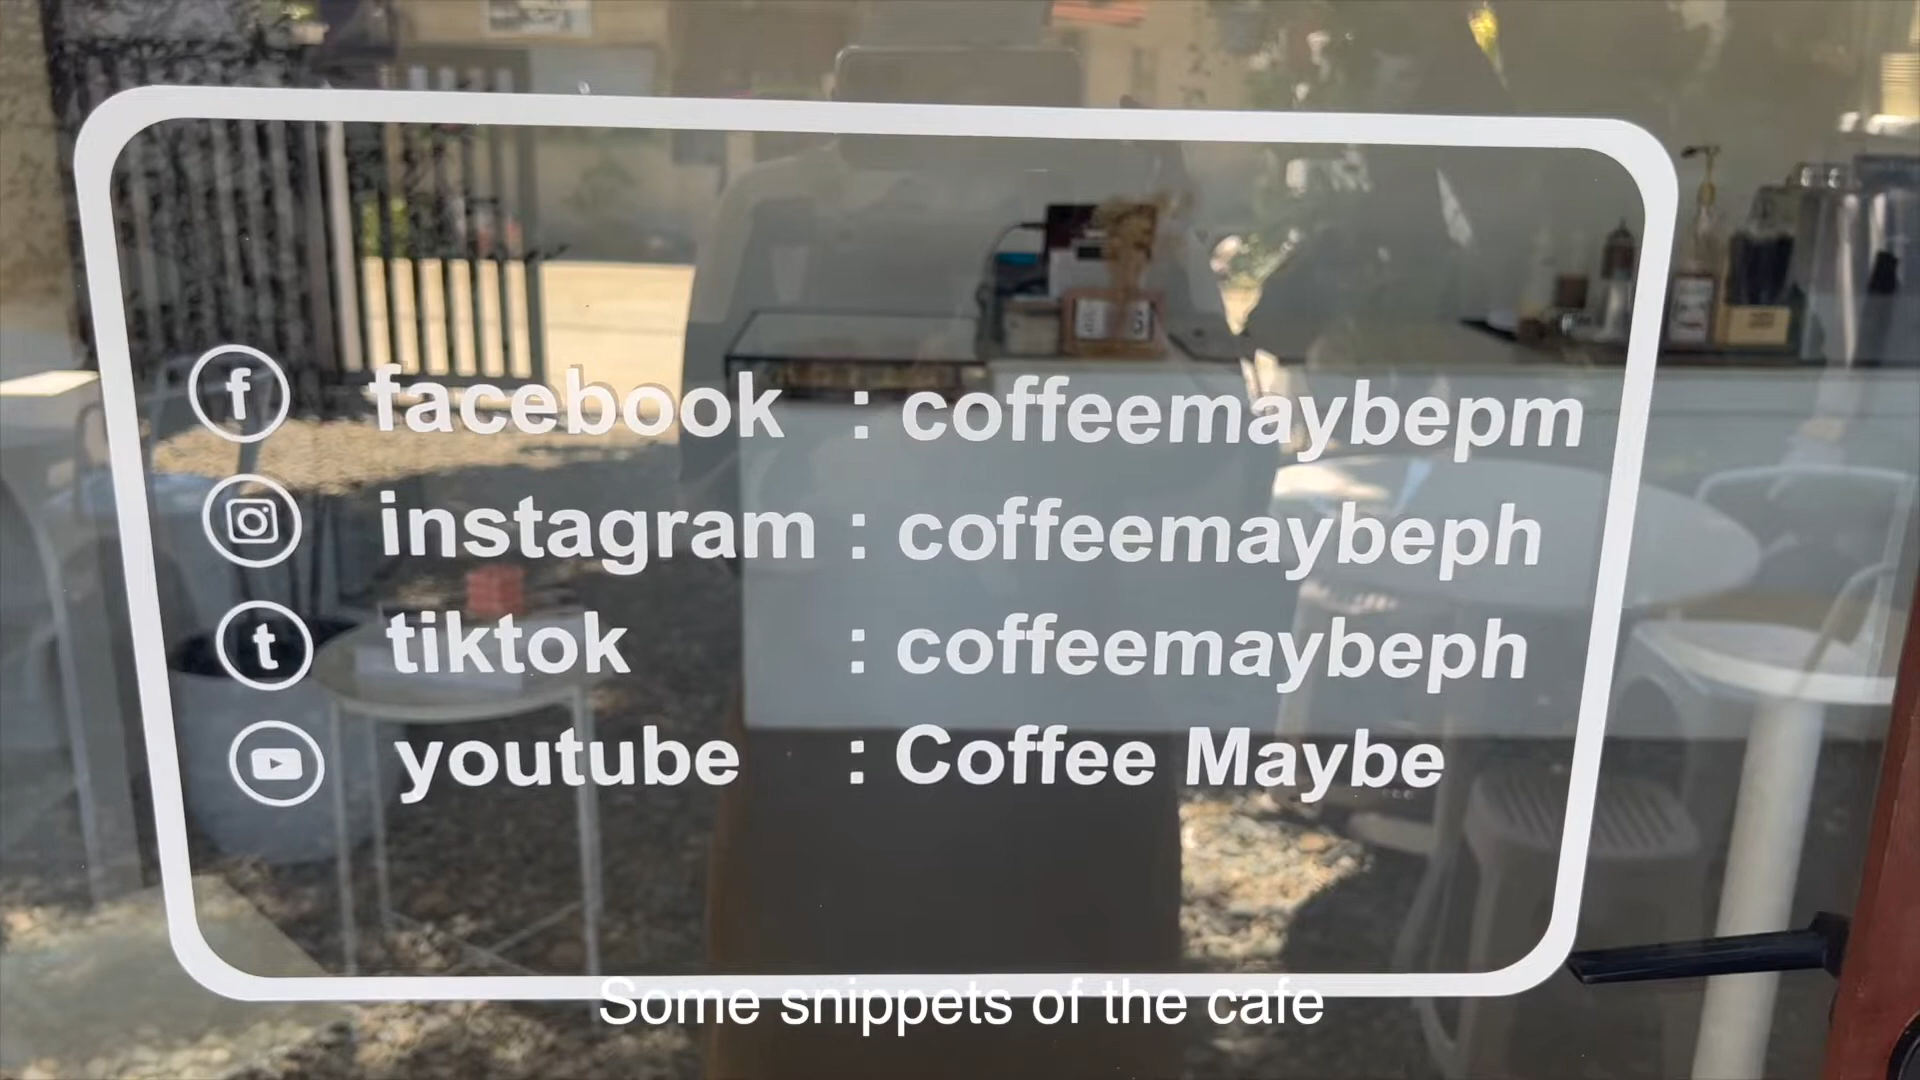 facebook : coffeemaybepm
instagram : coffeemaybeph
tiktok : coffeemaybeph
youtube : Coffee Maybe
Some snippets of the cafe